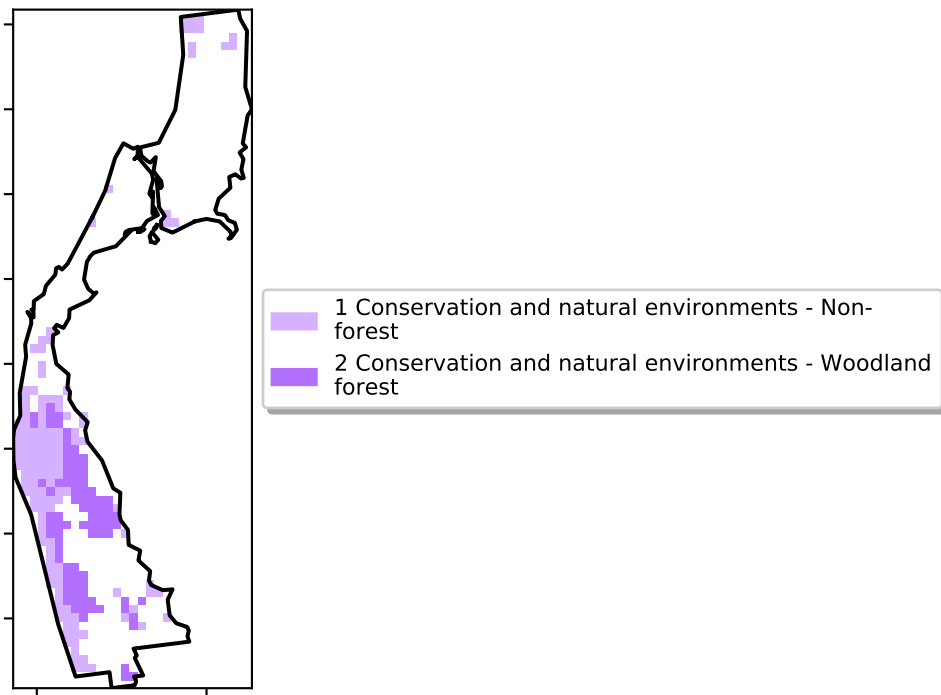 1 Conservation and natural environments - Non-
forest
2 Conservation and natural environments - Woodland
forest